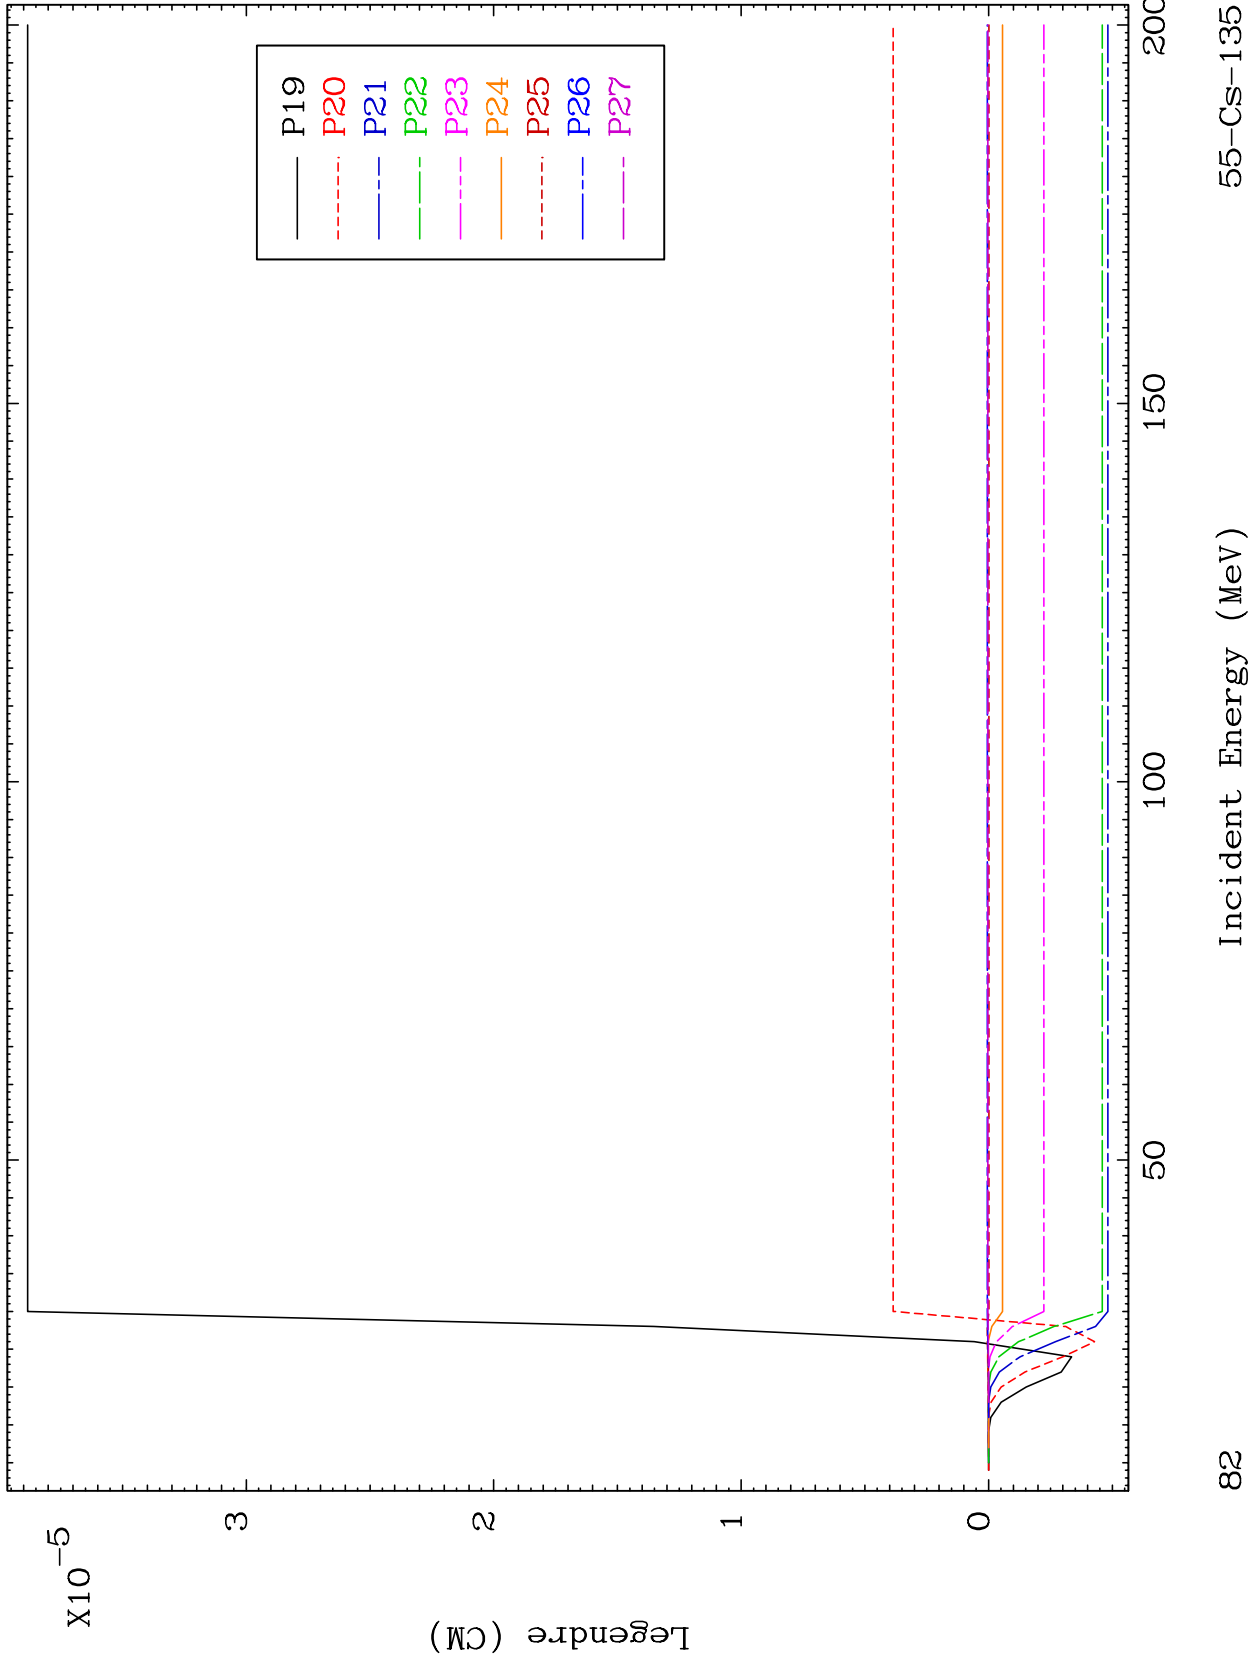 X10-5
3
2
1
0
Legendre (CM)
P19
P20
P21
P22
P23
P24
P25
P26
P27
50
100
150
200
Incident Energy (MeV)
82
55-Cs-135